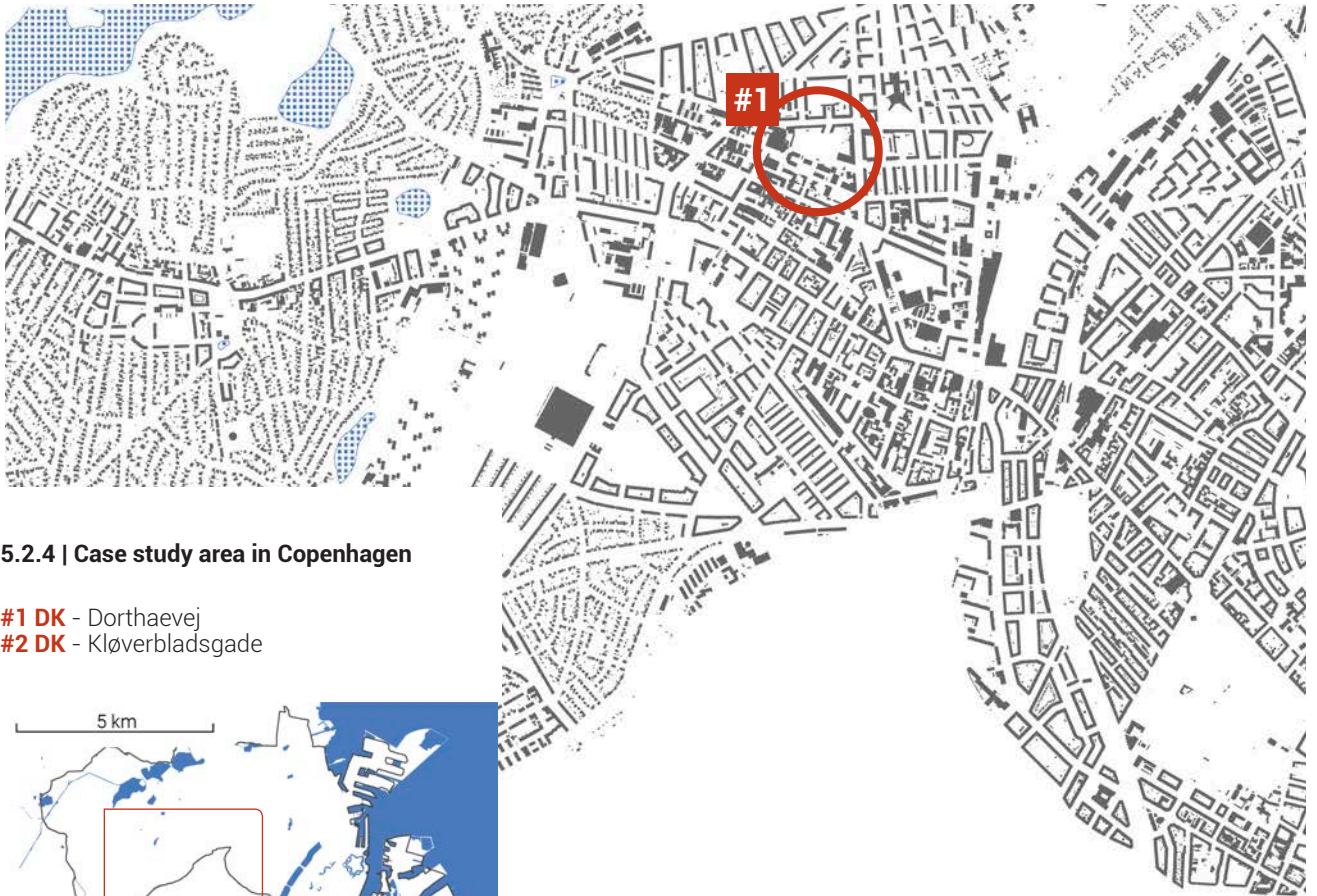 #1
5.2.4 | Case study area in Copenhagen
#1 DK - Dorthaevej
#2 DK - Kløverbladsgade
5 km